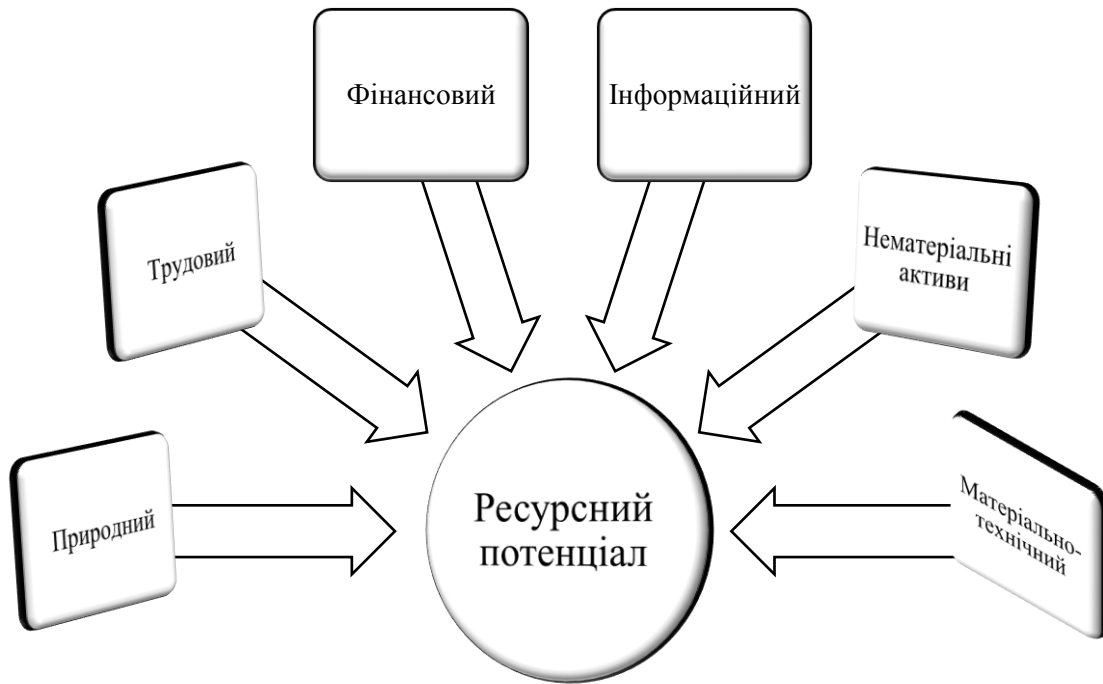 Фінансовий
Інформаційний
Трудовий
Нематеріальні
активи
Природний
Ресурсний
потенціал
Матеріально-
технічний